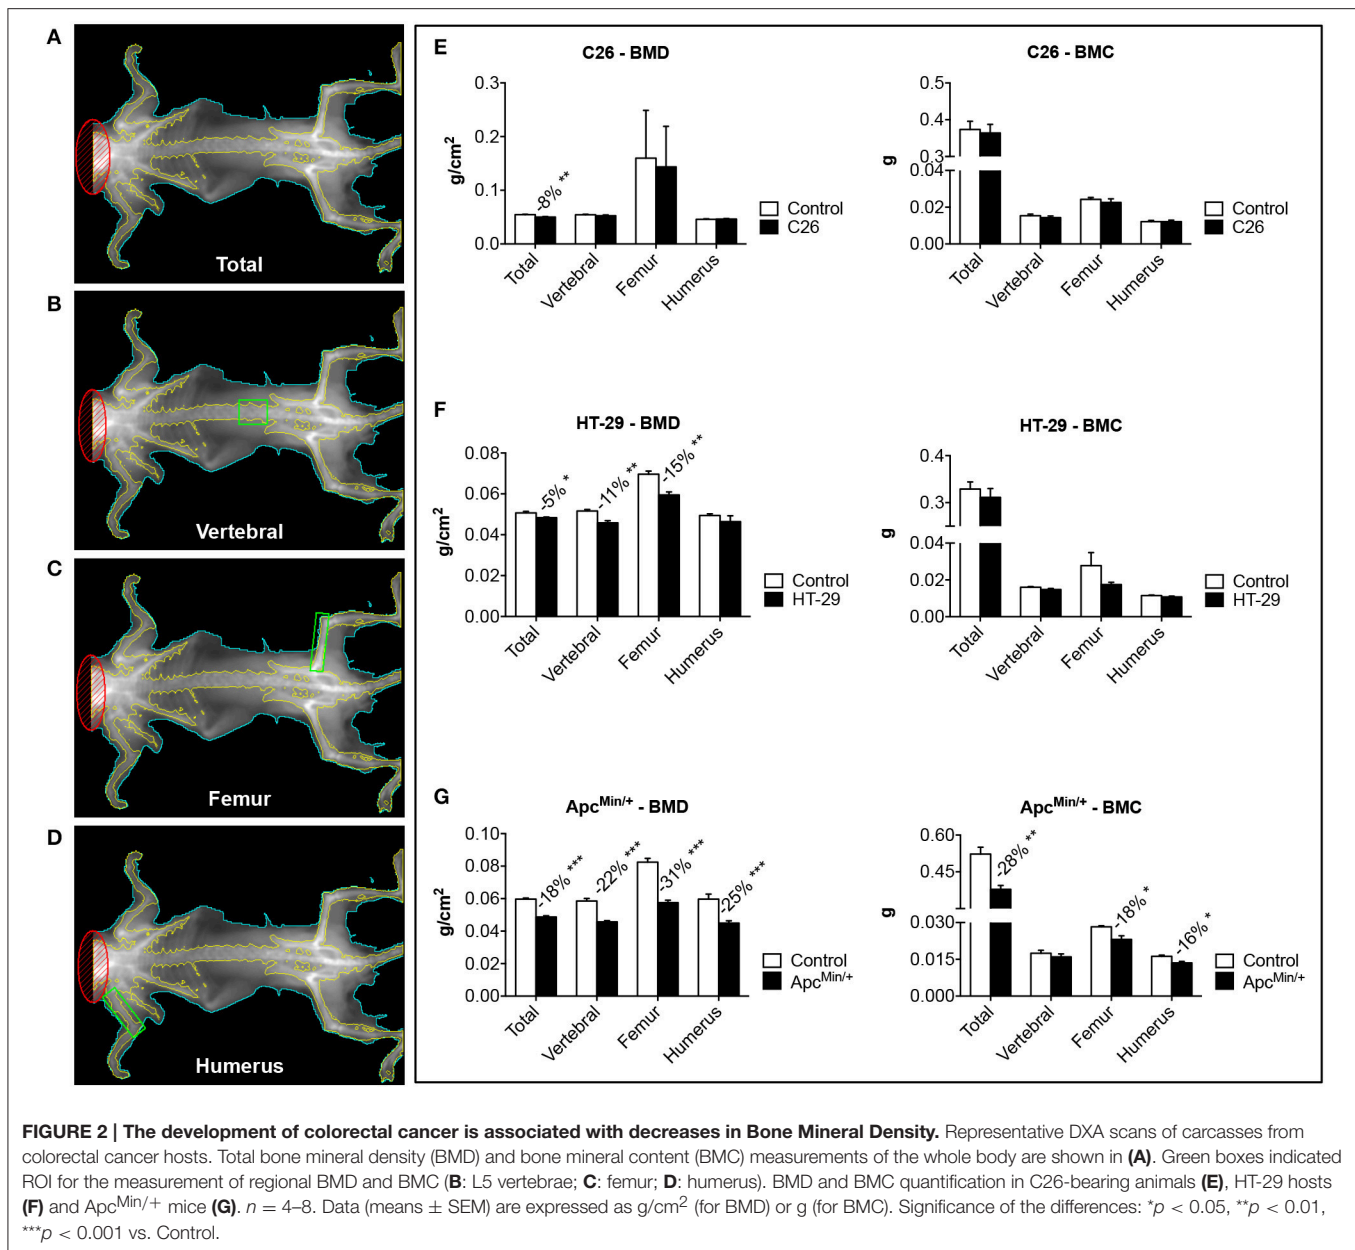 A
Total
B
Vertebral
C
Femur
D
Humerus
E
C26 - BMD
g/cm²
0.3
0.2
0.1
0.0
-8% **
Total
Vertebral
Femur
Humerus
Control
C26
C26 - BMC
g
0.5
0.4
0.3
0.04
0.02
0.00
Total
Vertebral
Femur
Humerus
Control
C26
F
HT-29 - BMD
g/cm²
0.08
0.06
0.04
0.02
0.00
-5% *
-11% **
-15% **
Total
Vertebral
Femur
Humerus
Control
HT-29
HT-29 - BMC
g
0.4
0.3
0.04
0.02
0.00
Total
Vertebral
Femur
Humerus
Control
HT-29
G
Apc^Min/+ - BMD
g/cm²
0.10
0.08
0.06
0.04
0.02
0.00
-18% ***
-22% ***
-31% ***
-25% ***
Total
Vertebral
Femur
Humerus
Control
Apc^Min/+
Apc^Min/+ - BMC
g
0.60
0.45
0.030
0.015
0.000
-28% **
-18% *
-16% *
Total
Vertebral
Femur
Humerus
Control
Apc^Min/+
FIGURE 2 | The development of colorectal cancer is associated with decreases in Bone Mineral Density. Representative DXA scans of carcasses from
colorectal cancer hosts. Total bone mineral density (BMD) and bone mineral content (BMC) measurements of the whole body are shown in (A). Green boxes indicated
ROI for the measurement of regional BMD and BMC (B: L5 vertebrae; C: femur; D: humerus). BMD and BMC quantification in C26-bearing animals (E), HT-29 hosts
(F) and Apc^Min/+ mice (G). n = 4–8. Data (means ± SEM) are expressed as g/cm² (for BMD) or g (for BMC). Significance of the differences: *p < 0.05, **p < 0.01,
***p < 0.001 vs. Control.